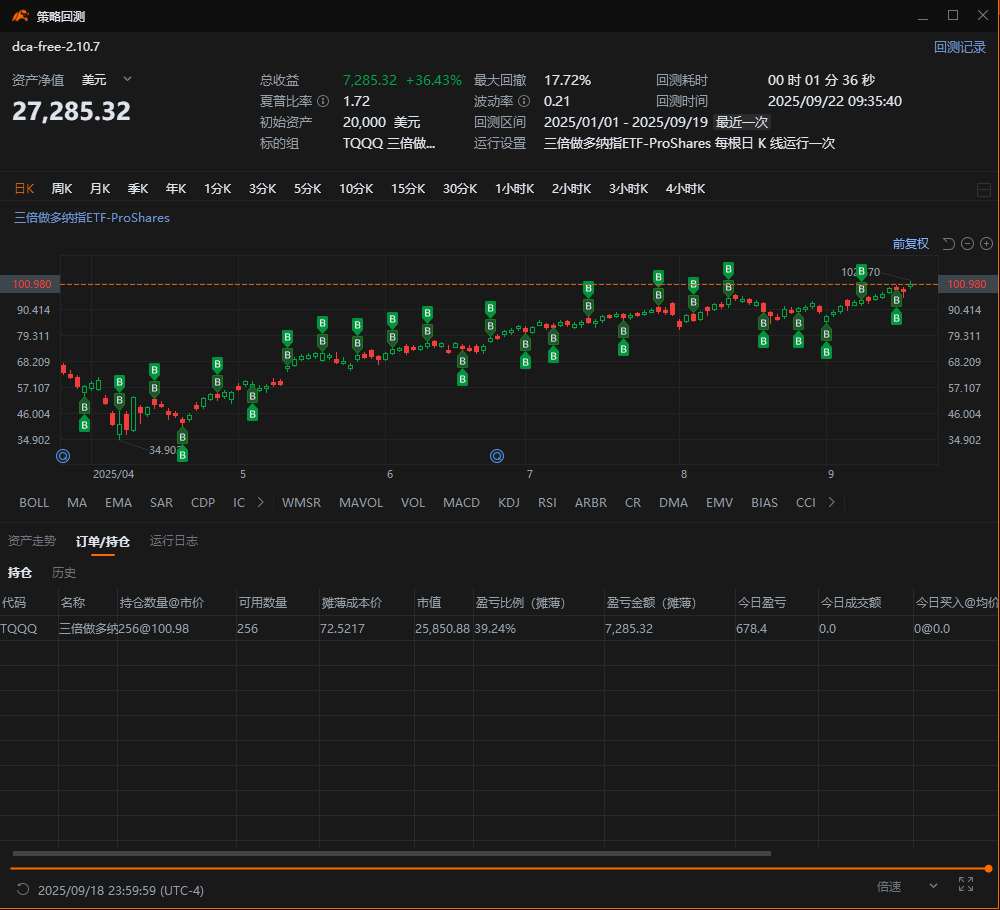 策略回测
dca-free-2.10.7 回测记录
资产净值 美元
27,285.32
总收益 7,285.32 +36.43% 最大回撤 17.72% 回测耗时 00 时 01 分 36 秒
夏普比率 1.72 波动率 0.21 回测时间 2025/09/22 09:35:40
初始资产 20,000 美元 回测区间 2025/01/01 - 2025/09/19 最近一次
标的组 TQQQ 三倍做... 运行设置 三倍做多纳指ETF-ProShares 每根日 K 线运行一次
日K 周K 月K 季K 年K 1分K 3分K 5分K 10分K 15分K 30分K 1小时K 2小时K 3小时K 4小时K
三倍做多纳指ETF-ProShares
前复权
100.980 100.980
90.414 90.414
79.311 79.311
68.209 68.209
57.107 57.107
46.004 46.004
34.902 34.902
34.907
2025/04 5 6 7 8 9
BOLL MA EMA SAR CDP IC WMSR MAVOL VOL MACD KDJ RSI ARBR CR DMA EMV BIAS CCI
资产走势 订单/持仓 运行日志
持仓 历史
代码 名称 持仓数量@市价 可用数量 摊薄成本价 市值 盈亏比例（摊薄） 盈亏金额（摊薄） 今日盈亏 今日成交额 今日买入@均价
TQQQ 三倍做多纳 256@100.98 256 72.5217 25,850.88 39.24% 7,285.32 678.4 0.0 0@0.0
2025/09/18 23:59:59 (UTC-4) 倍速